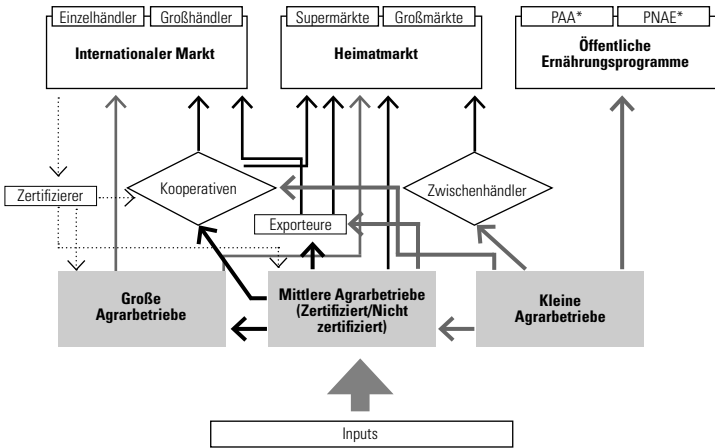 Einzelhändler Großhändler
Internationaler Markt
Supermärkte Großmärkte
Heimatmarkt
PAA* PNAE*
Öffentliche
Ernährungsprogramme
Zertifizierer
Kooperativen
Exporteure
Zwischenhändler
Große
Agrarbetriebe
Mittlere Agrarbetriebe
(Zertifiziert/Nicht
zertifiziert)
Kleine
Agrarbetriebe
Inputs